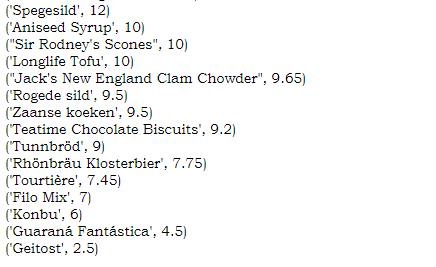 ('Spegesild', 12)
('Aniseed Syrup', 10)
("Sir Rodney's Scones", 10)
('Longlife Tofu', 10)
("Jack's New England Clam Chowder", 9.65)
('Rogede sild', 9.5)
('Zaanse koeken', 9.5)
('Teatime Chocolate Biscuits', 9.2)
('Tunnbröd', 9)
('Rhönbräu Klosterbier', 7.75)
('Tourtière', 7.45)
('Filo Mix', 7)
('Konbu', 6)
('Guaraná Fantástica', 4.5)
('Geitost', 2.5)